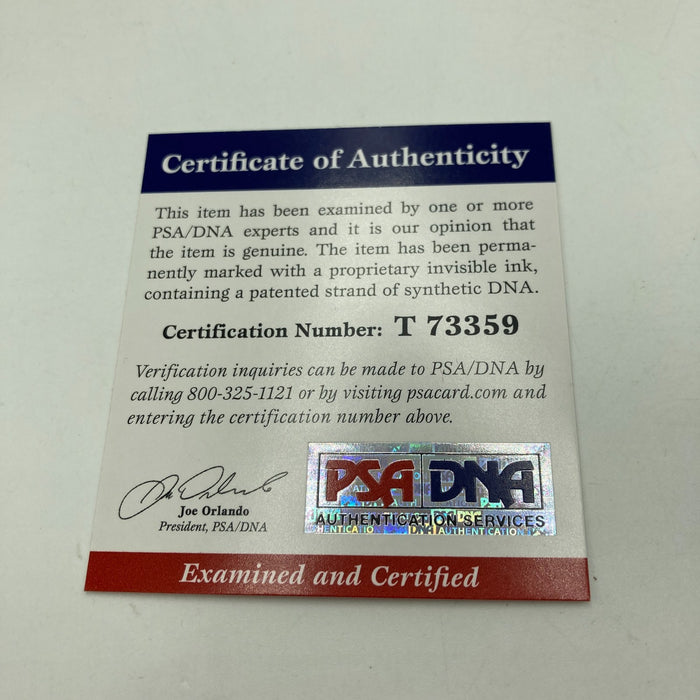 Certificate of Authenticity
This item has been examined by one or more
PSA/DNA experts and it is our opinion that
the item is genuine. The item has been perma-
nently marked with a proprietary invisible ink,
containing a patented strand of synthetic DNA.
Certification Number: T 73359
Verification inquiries can be made to PSA/DNA by
calling 800-325-1121 or by visiting psacard.com and
entering the certification number above.
Joe Orlando
President, PSA/DNA
PSA DNA
AUTHENTICATION SERVICES
Examined and Certified